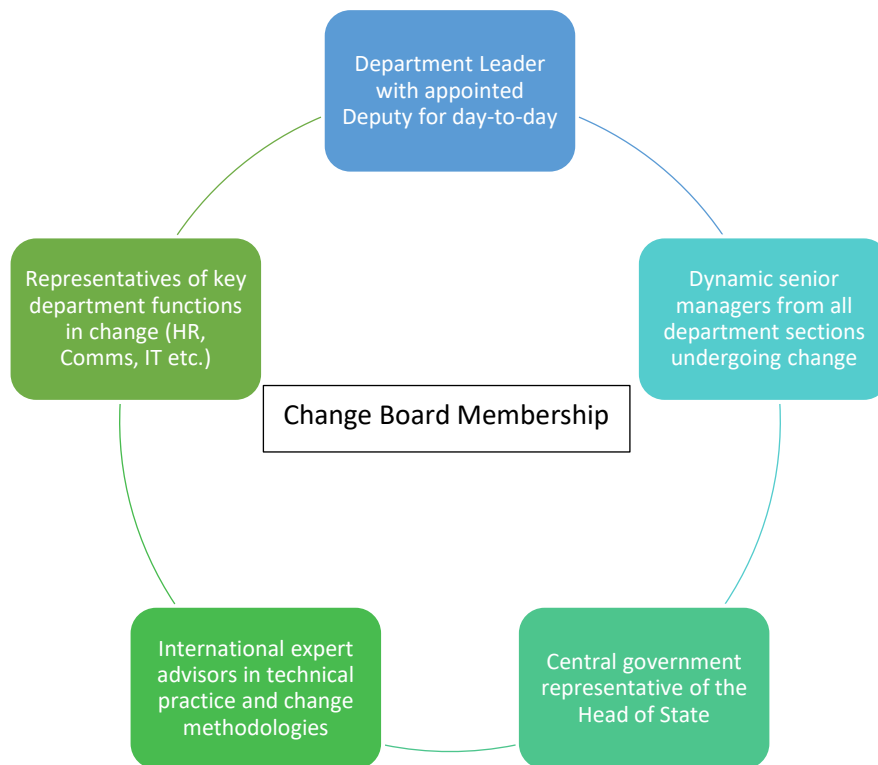 Department Leader
with appointed
Deputy for day-to-day
Representatives of key
department functions
in change (HR,
Comms, IT etc.)
Dynamic senior
managers from all
department sections
undergoing change
Change Board Membership
International expert
advisors in technical
practice and change
methodologies
Central government
representative of the
Head of State